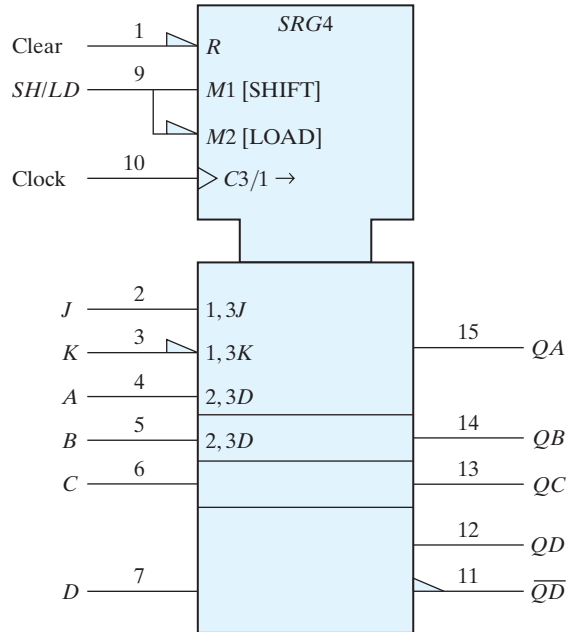 SRG4
Clear 1 R
SH/LD 9 M1 [SHIFT]
M2 [LOAD]
Clock 10 C3/1 →
J 2 1, 3J
K 3 1, 3K
15 QA
A 4 2, 3D
B 5 2, 3D
14 QB
C 6
13 QC
12 QD
D 7
11 \overline{QD}